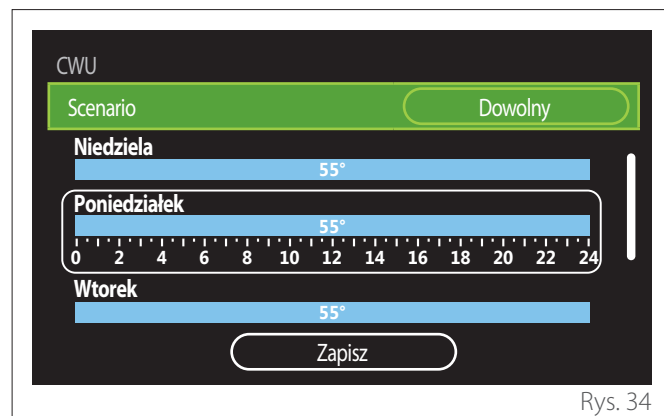 CWU
Scenario Dowolny
Niedziela
55°
Poniedziałek
55°
0 2 4 6 8 10 12 14 16 18 20 22 24
Wtorek
55°
Zapisz
Rys. 34